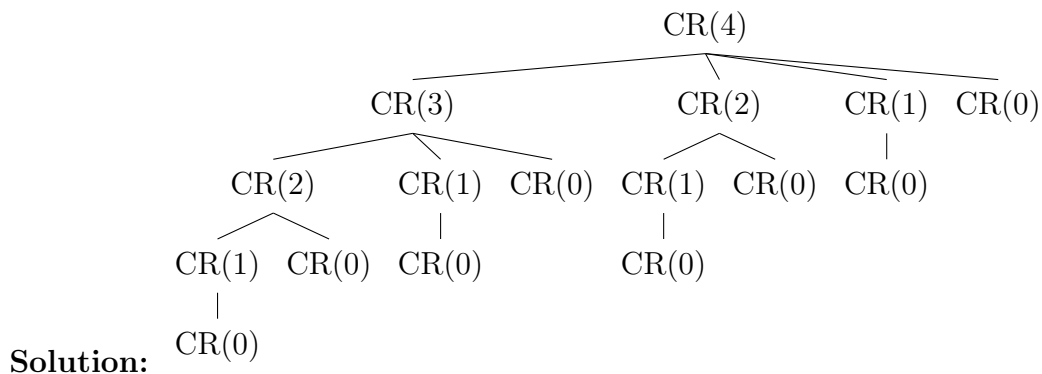 CR(4)
CR(3) CR(2) CR(1) CR(0)
CR(2) CR(1) CR(0) CR(1) CR(0) CR(0)
CR(1) CR(0) CR(0) CR(0)
CR(0)
Solution: